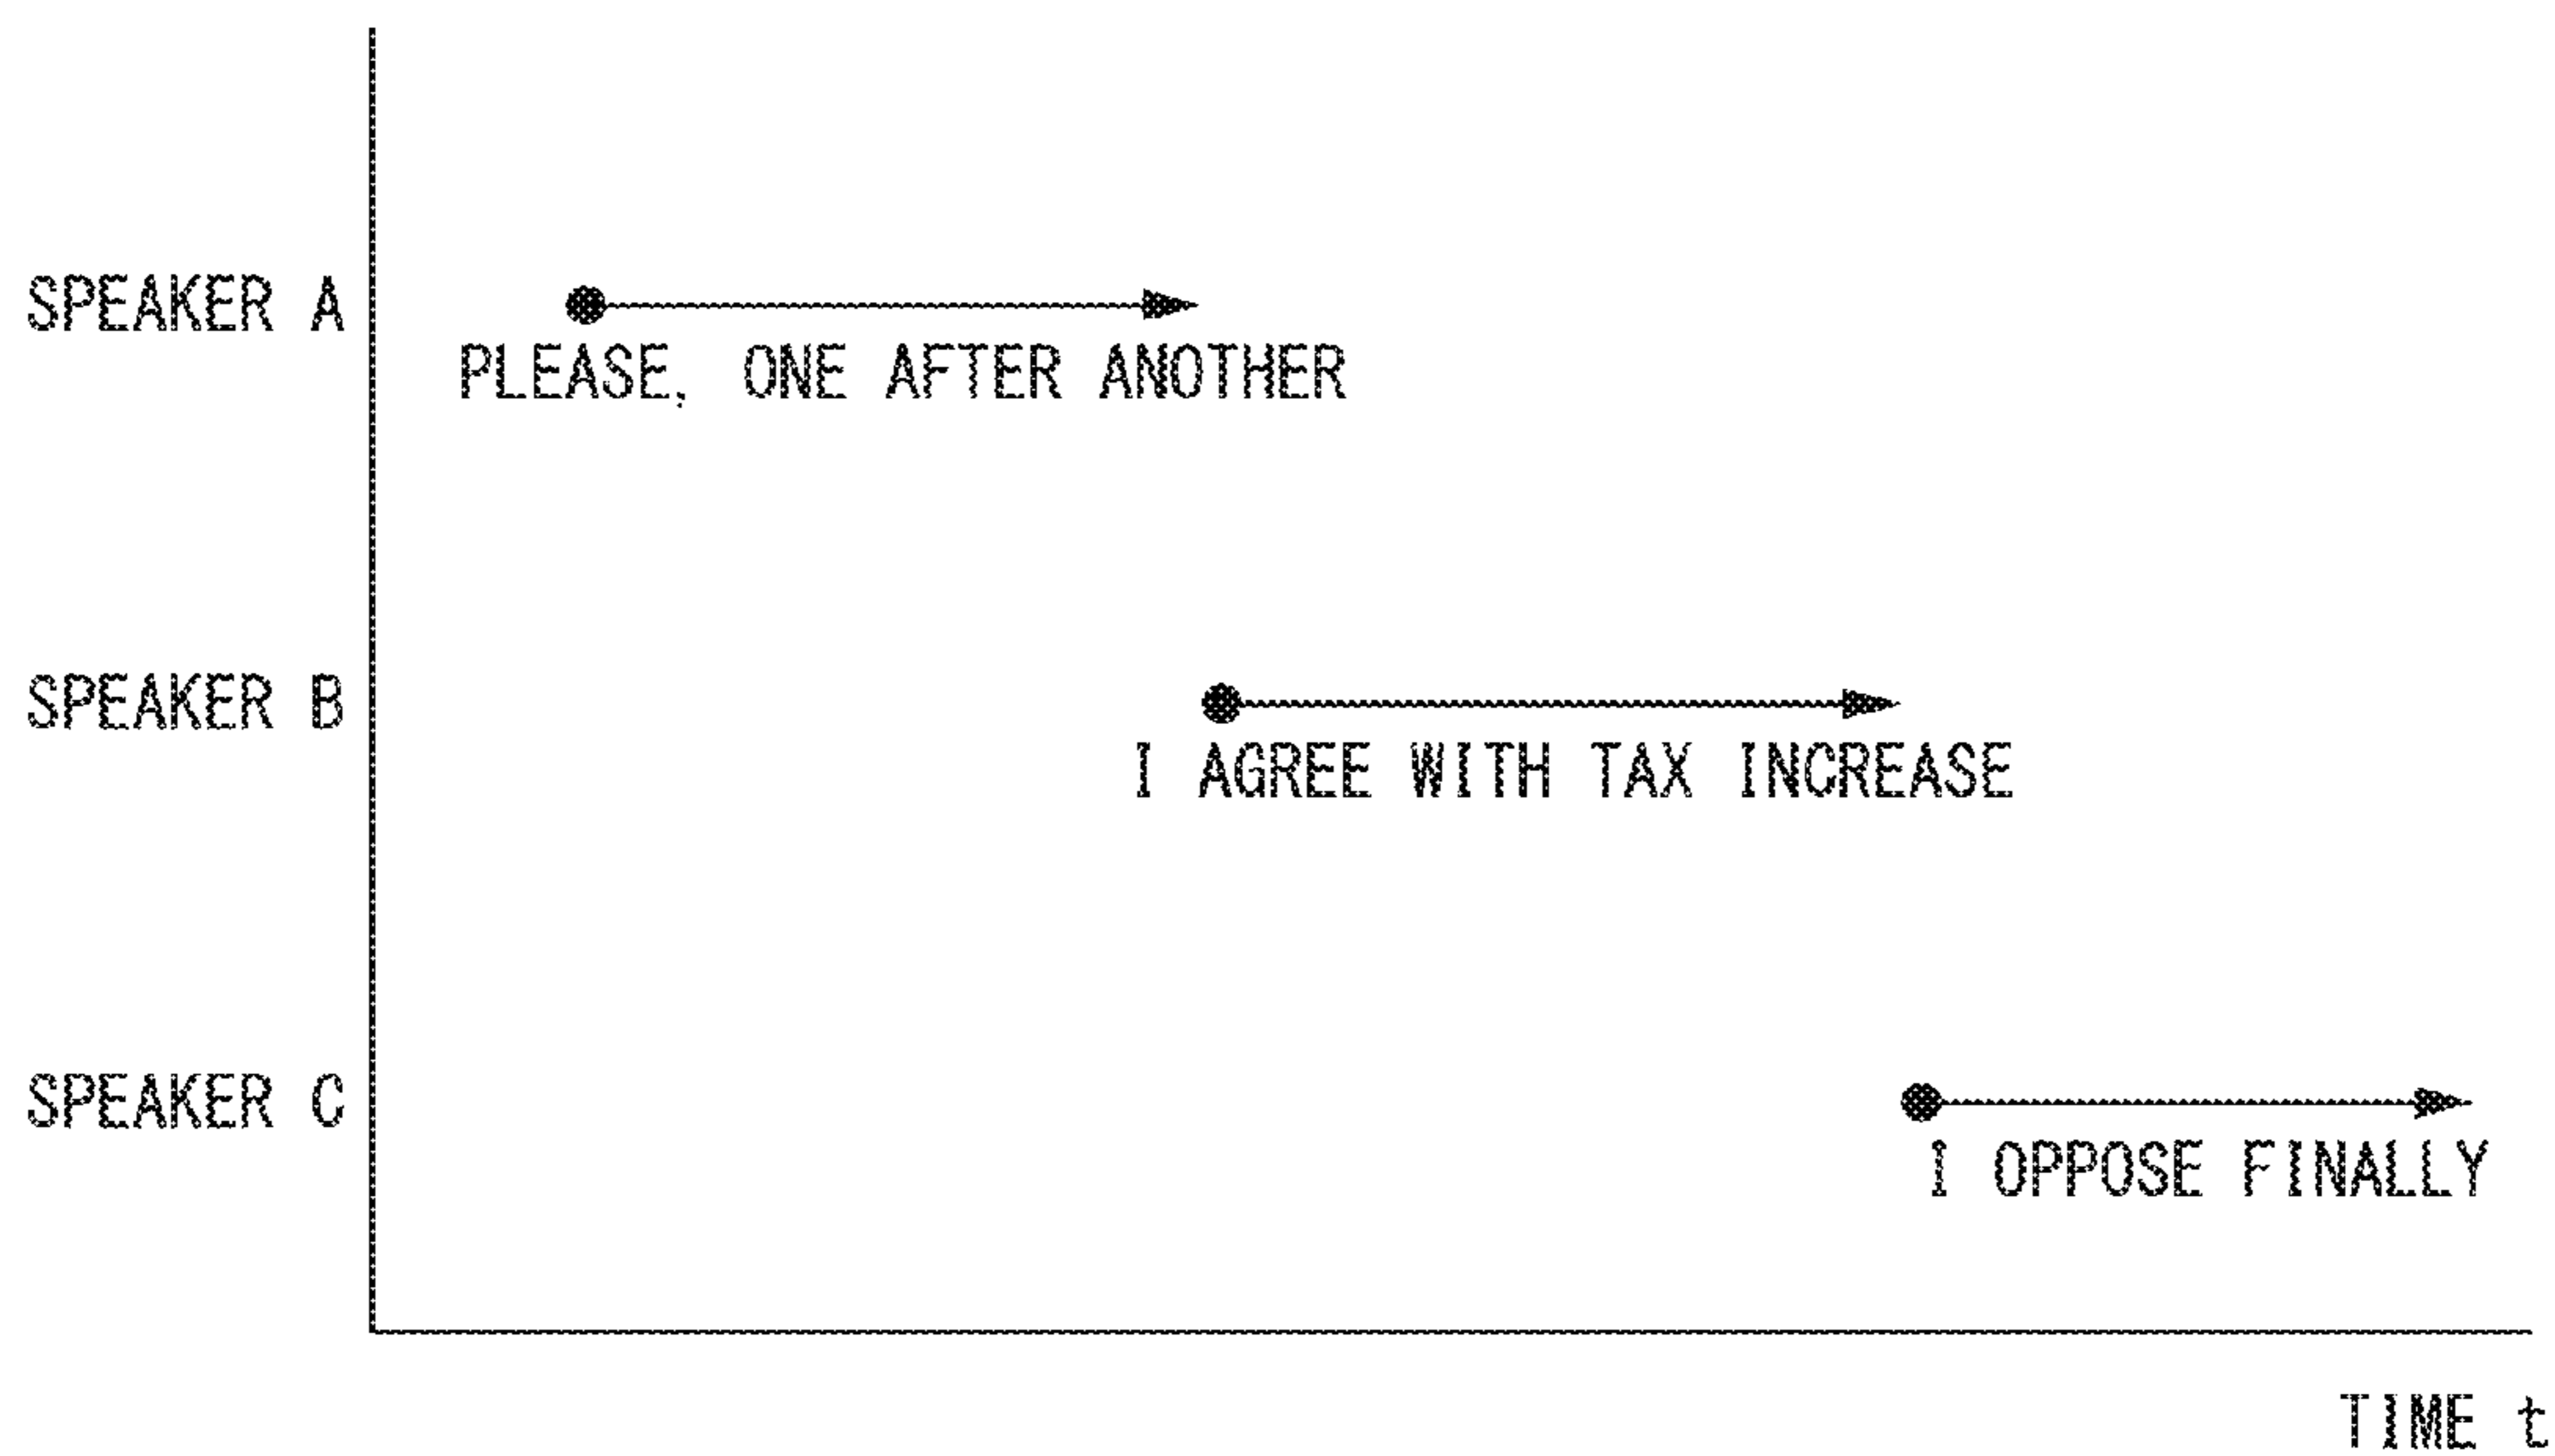 SPEAKER A
PLEASE, ONE AFTER ANOTHER
SPEAKER B
I AGREE WITH TAX INCREASE
SPEAKER C
I OPPOSE FINALLY
TIME t